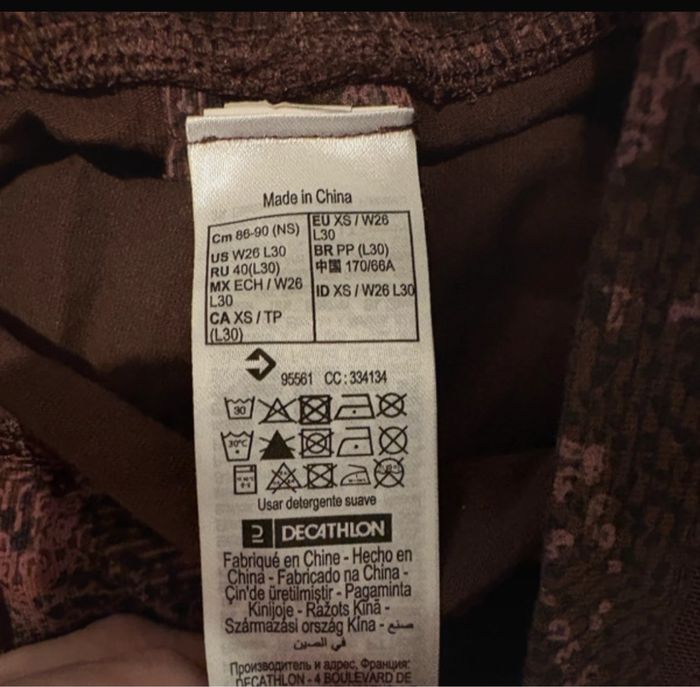 Made in China
Cm 86-90 (NS)
US W26 L30
RU 40(L30)
MX ECH / W26
L30
CA XS / TP
(L30)
EU XS / W26
L30
BR PP (L30)
中国 170/66A
ID XS / W26 L30
95561 CC : 334134
30
30°C
Usar detergente suave
DECATHLON
Fabriqué en Chine - Hecho en
China - Fabricado na China -
Çin'de üretilmiştir - Pagaminta
Kinijoje - Ražots Ķīnā -
Származási ország Kína - صنع
في الصين
Производитель и адрес, Франция:
DECATHLON - 4 BOULEVARD DE